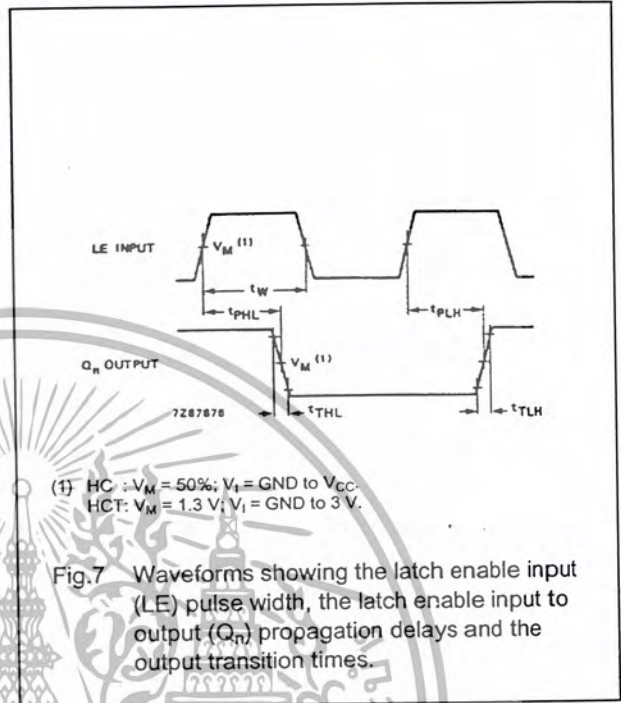 LE INPUT
V_M (1)
t_W
t_PHL
t_PLH
Q_n OUTPUT
V_M (1)
7Z87876
t_THL
t_TLH
(1) HC : V_M = 50%; V_I = GND to V_CC.
HCT: V_M = 1.3 V; V_I = GND to 3 V.
Fig.7 Waveforms showing the latch enable input
(LE) pulse width, the latch enable input to
output (Q_n) propagation delays and the
output transition times.